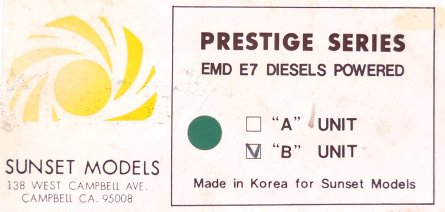 PRESTIGE SERIES
EMD E7 DIESELS POWERED
"A" UNIT
"B" UNIT
Made in Korea for Sunset Models
SUNSET MODELS
138 WEST CAMPBELL AVE.
CAMPBELL CA. 95008